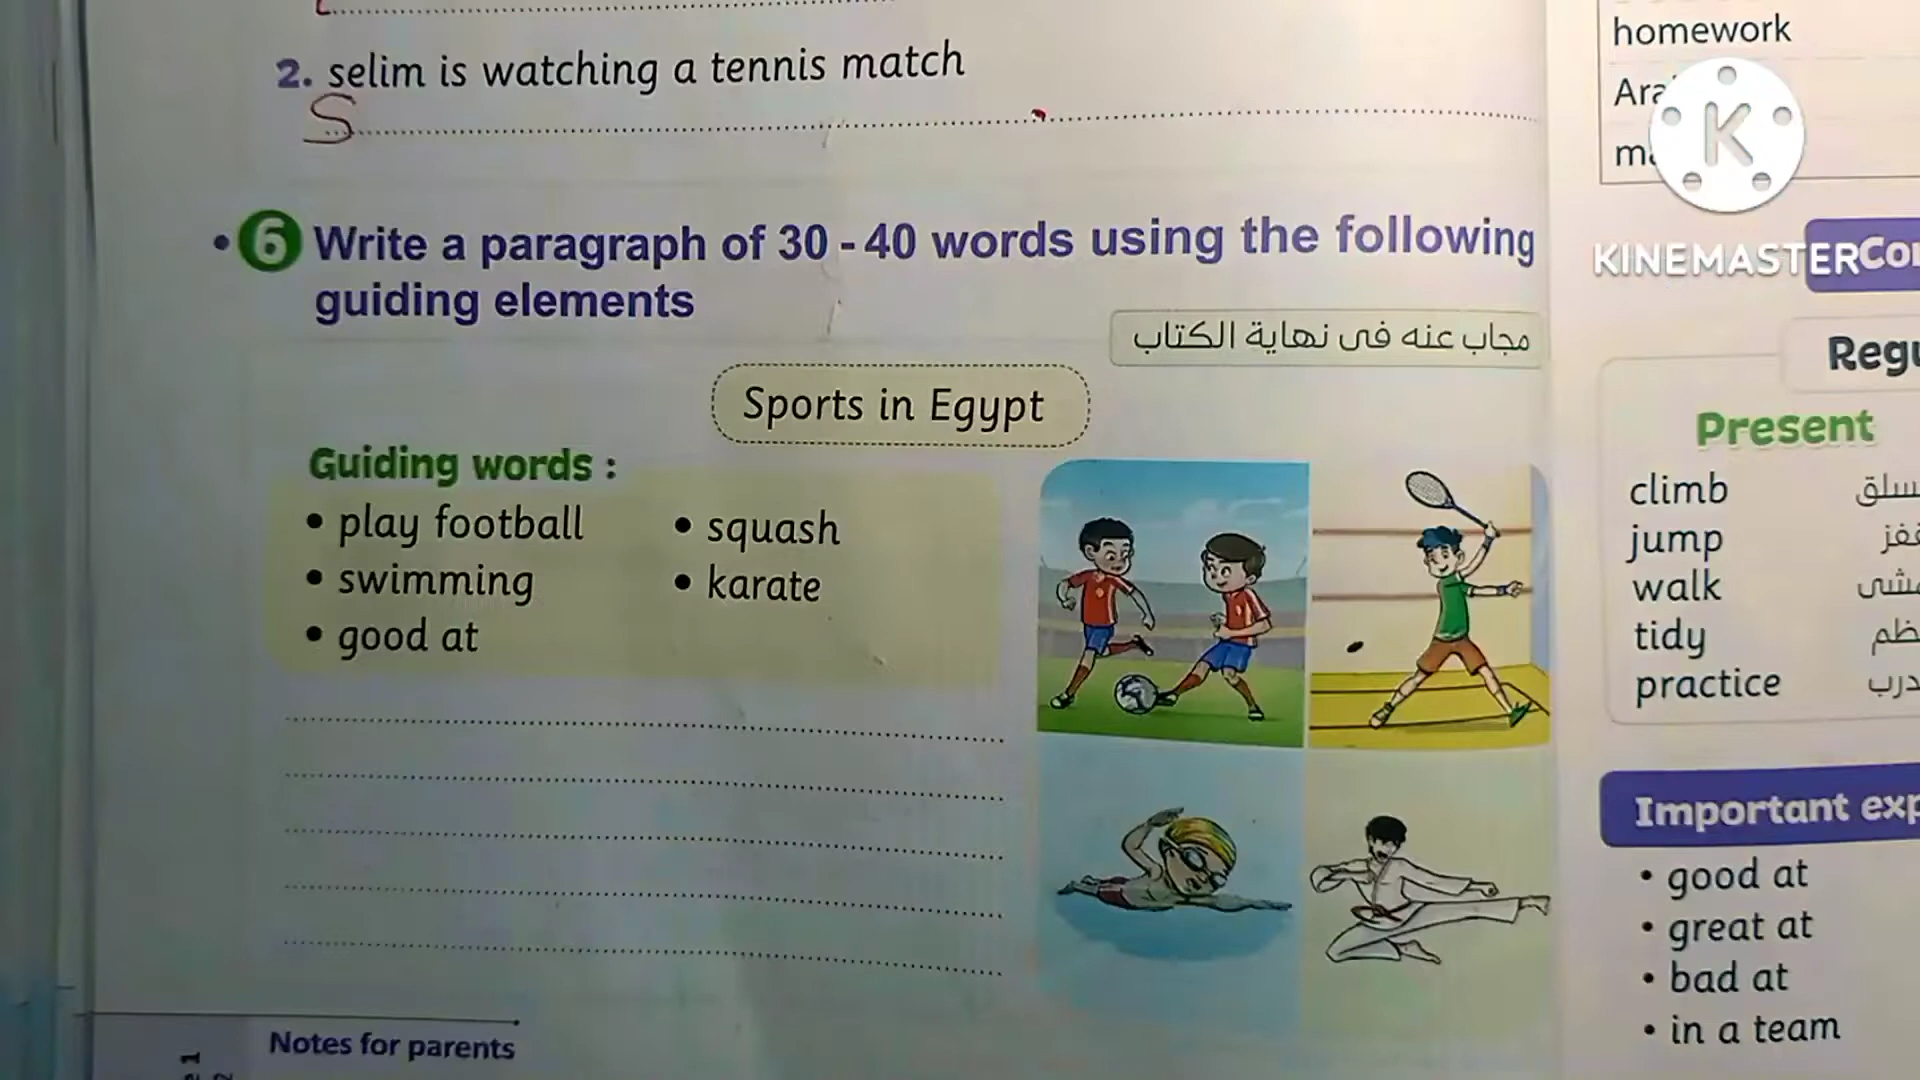 2. selim is watching a tennis match
S
6 Write a paragraph of 30 - 40 words using the following
guiding elements
مجاب عنه فى نهاية الكتاب
Sports in Egypt
Guiding words :
• play football
• squash
• swimming
• karate
• good at
Notes for parents
homework
KINEMASTER
Present
climb
jump
walk
tidy
practice
Important
• good at
• great at
• bad at
• in a team